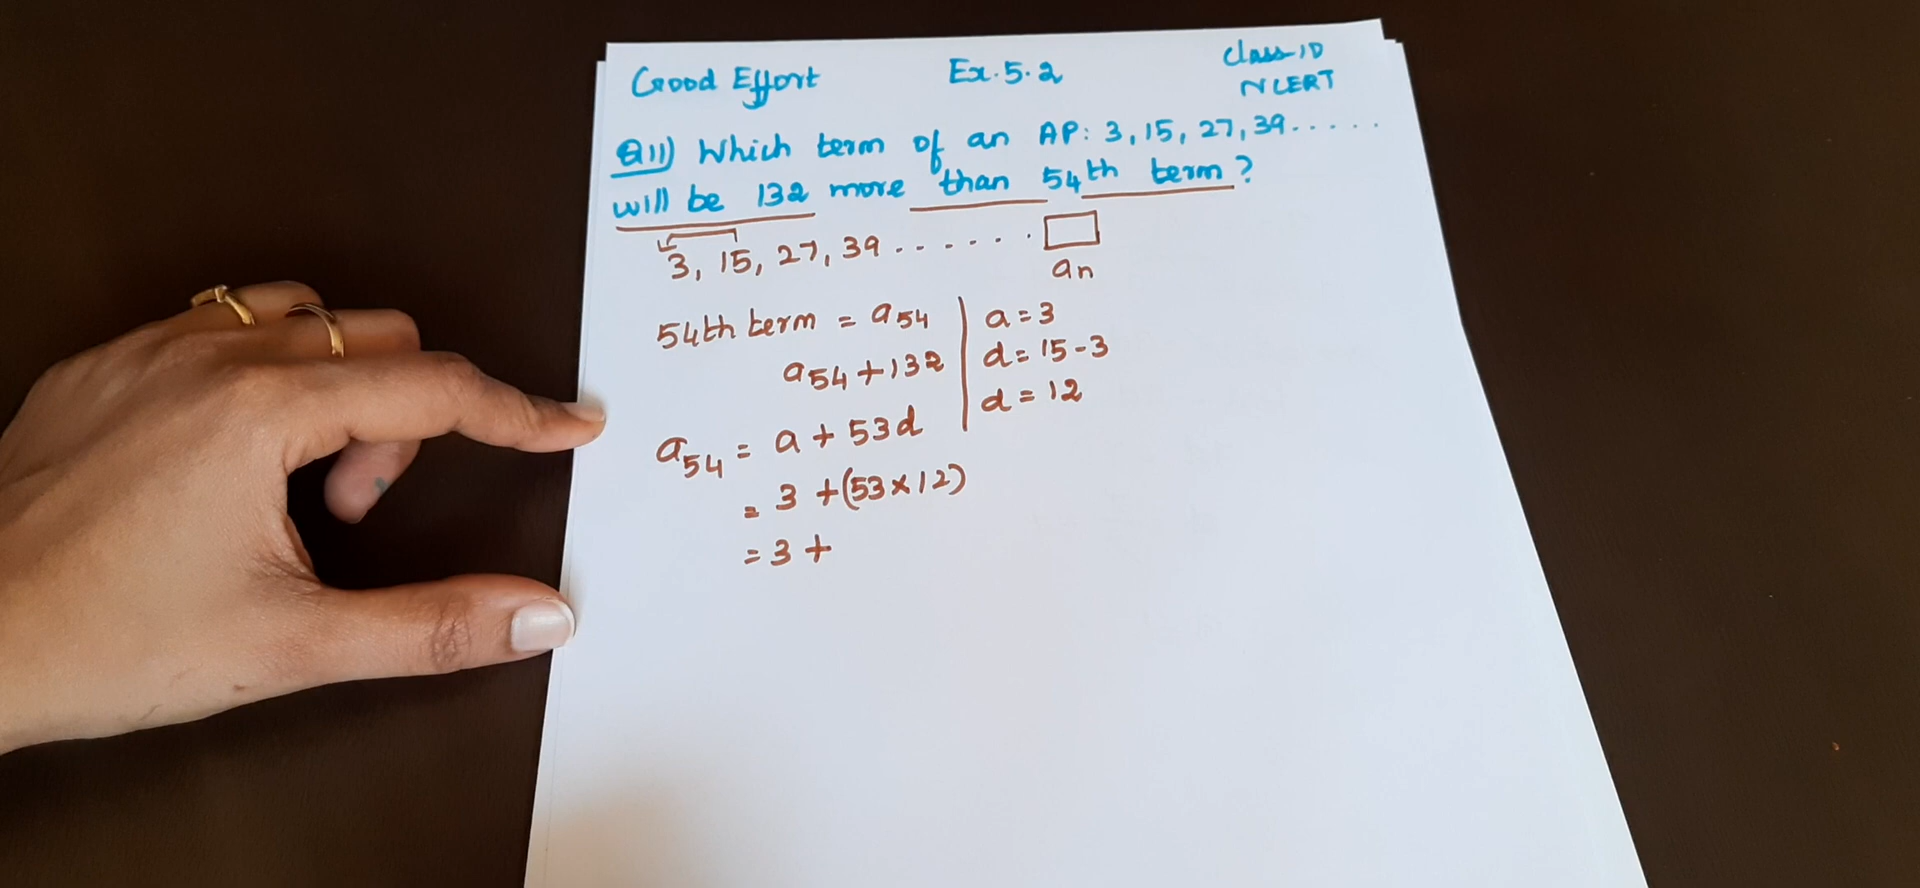 Good Effort Ex. 5.2 Class-10
NCERT
Q11) Which term of an AP: 3, 15, 27, 39.....
will be 132 more than 54th term?
3, 15, 27, 39 .......
an
54th term = a54
a54 + 132
a = 3
d = 15 - 3
d = 12
a54 = a + 53d
= 3 + (53 × 12)
= 3 +